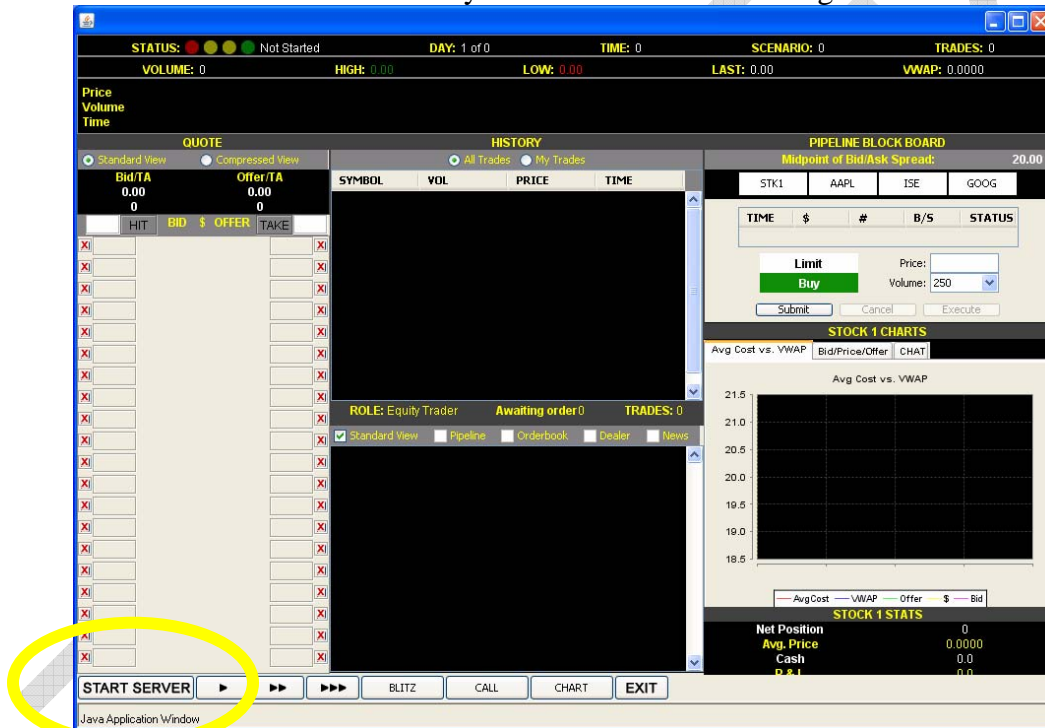 STATUS: Not Started DAY: 1 of 0 TIME: 0 SCENARIO: 0 TRADES: 0
VOLUME: 0 HIGH: 0.00 LOW: 0.00 LAST: 0.00 VWAP: 0.0000
Price
Volume
Time
QUOTE HISTORY PIPELINE BLOCK BOARD
Standard View Compressed View All Trades My Trades Midpoint of Bid/Ask Spread: 20.00
Bid/TA Offer/TA SYMBOL VOL PRICE TIME STK1 AAPL ISE GOOG
0.00 0.00
0 0
HIT BID $ OFFER TAKE TIME $ # B/S STATUS
Limit Price:
Buy Volume: 250
Submit Cancel Execute
STOCK 1 CHARTS
Avg Cost vs. VWAP Bid/Price/Offer CHAT
Avg Cost vs. VWAP
21.5
ROLE: Equity Trader Awaiting order 0 TRADES: 0
21.0
Standard View Pipeline Orderbook Dealer News
20.5
20.0
19.5
19.0
18.5
AvgCost VWAP Offer $ Bid
STOCK 1 STATS
Net Position 0
Avg. Price 0.0000
Cash 0.0
P & L 0.0
START SERVER BLITZ CALL CHART EXIT
Java Application Window